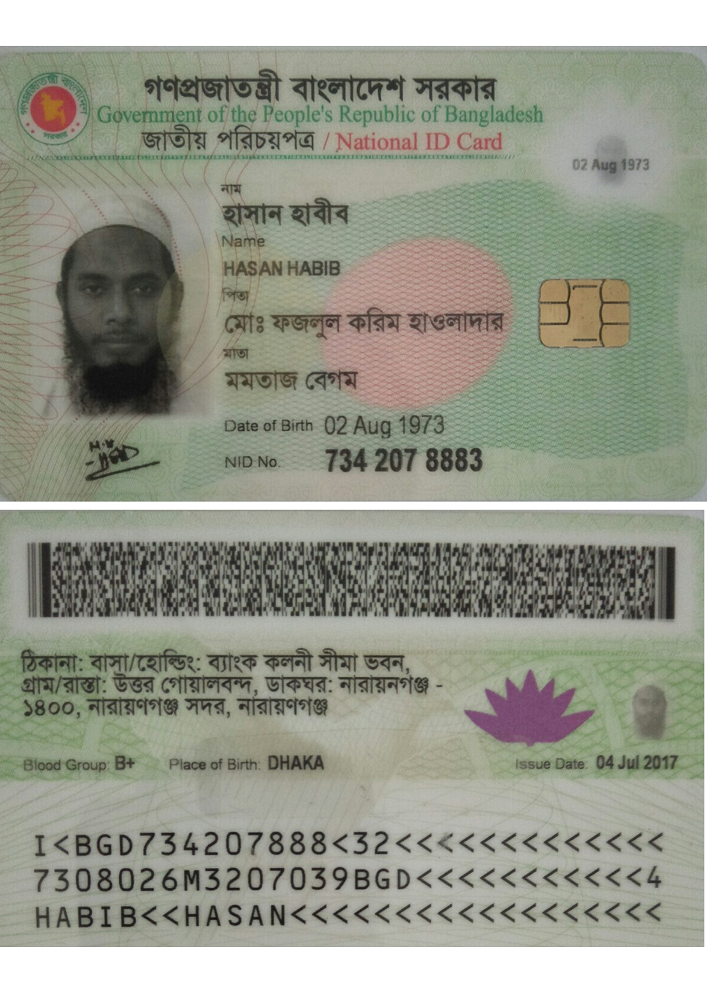 গণপ্রজাতন্ত্রী বাংলাদেশ সরকার
Government of the People's Republic of Bangladesh
জাতীয় পরিচয়পত্র / National ID Card
02 Aug 1973
নাম
হাসান হাবীব
Name
HASAN HABIB
পিতা
মোঃ ফজলুল করিম হাওলাদার
মাতা
মমতাজ বেগম
Date of Birth 02 Aug 1973
NID No. 734 207 8883
ঠিকানা: বাসা/হোল্ডিং: ব্যাংক কলনী সীমা ভবন,
গ্রাম/রাস্তা: উত্তর গোয়ালবন্দ, ডাকঘর: নারায়নগঞ্জ -
১৪০০, নারায়ণগঞ্জ সদর, নারায়ণগঞ্জ
Blood Group: B+ Place of Birth: DHAKA Issue Date: 04 Jul 2017
I<BGD734207888<32<<<<<<<<<<<<<
7308026M3207039BGD<<<<<<<<<<<4
HABIB<<HASAN<<<<<<<<<<<<<<<<<<